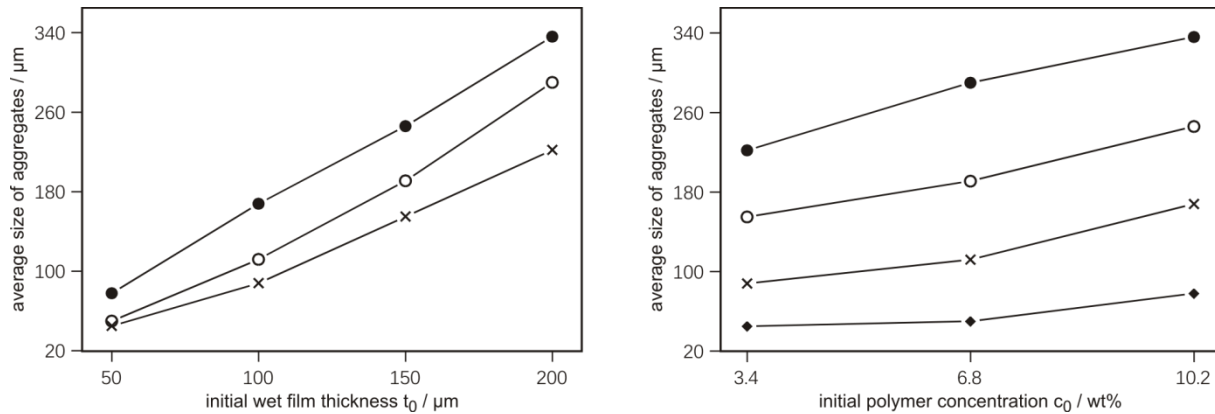 average size of aggregates / µm
340
260
180
100
20
50 100 150 200
initial wet film thickness t0 / µm
average size of aggregates / µm
340
260
180
100
20
3.4 6.8 10.2
initial polymer concentration c0 / wt%